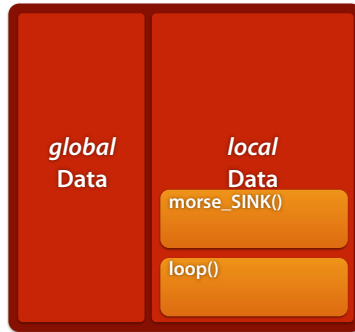 global
Data
local
Data
morse_SINK()
loop()